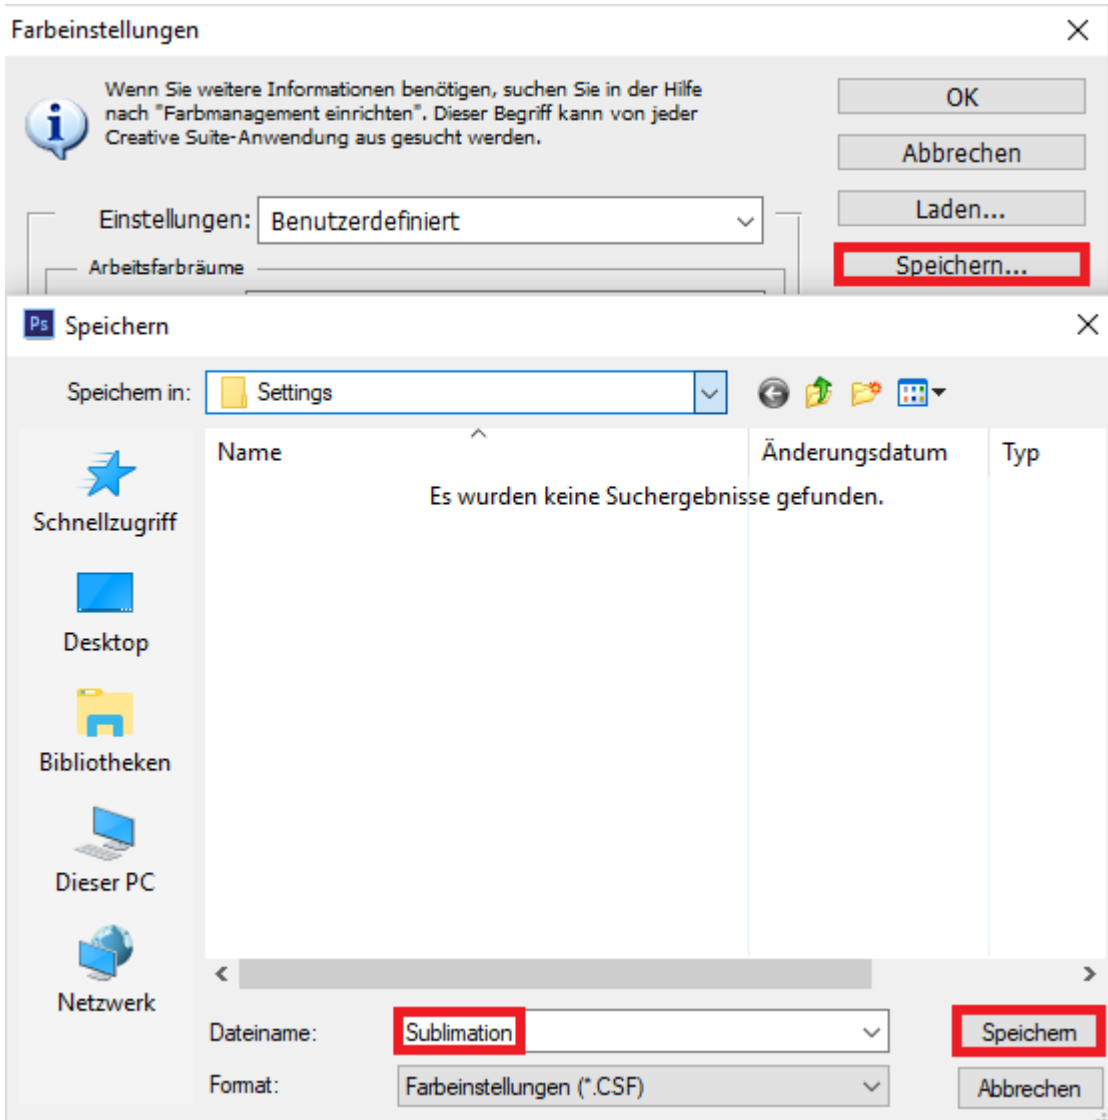 Farbeinstellungen
Wenn Sie weitere Informationen benötigen, suchen Sie in der Hilfe
nach "Farbmanagement einrichten". Dieser Begriff kann von jeder
Creative Suite-Anwendung aus gesucht werden.
OK
Abbrechen
Laden...
Speichern...
Einstellungen: Benutzerdefiniert
Arbeitsfarbräume
Ps Speichern
Speichern in: Settings
Name Änderungsdatum Typ
Es wurden keine Suchergebnisse gefunden.
Schnellzugriff
Desktop
Bibliotheken
Dieser PC
Netzwerk
Dateiname: Sublimation Speichern
Format: Farbeinstellungen (*.CSF) Abbrechen